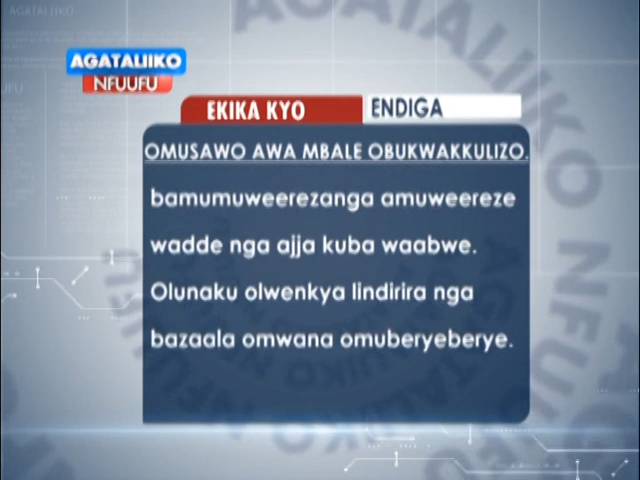 AGATALIIKO
NFUUFU
EKIKA KYO ENDIGA
OMUSAWO AWA MBALE OBUKWAKKULIZO.
bamumuweerezanga amuweereze
wadde nga ajja kuba waabwe.
Olunaku olwenkya lindirira nga
bazaala omwana omuberyeberye.